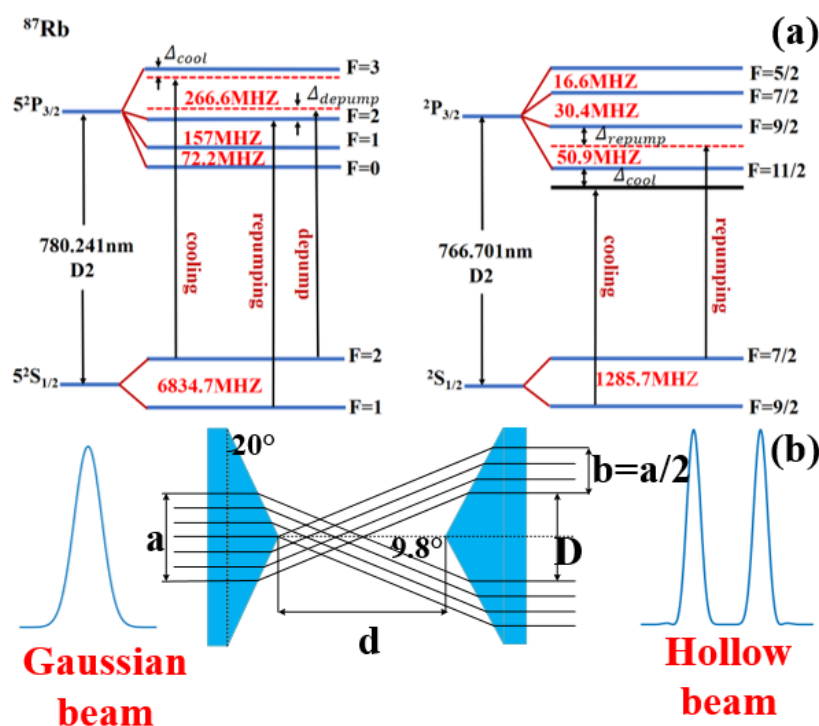 ⁸⁷Rb
(a)
Δcool
F=3
266.6MHZ
Δdepump
5²P3/2
F=2
157MHZ
F=1
72.2MHZ
F=0
780.241nm
D2
cooling
repumping
depump
F=2
5²S1/2
6834.7MHZ
F=1
F=5/2
16.6MHZ
F=7/2
²P3/2
30.4MHZ
F=9/2
Δrepump
50.9MHZ
F=11/2
Δcool
766.701nm
D2
cooling
repumping
F=7/2
²S1/2
1285.7MHZ
F=9/2
(b)
20°
b=a/2
a
9.8°
D
d
Gaussian
beam
Hollow
beam